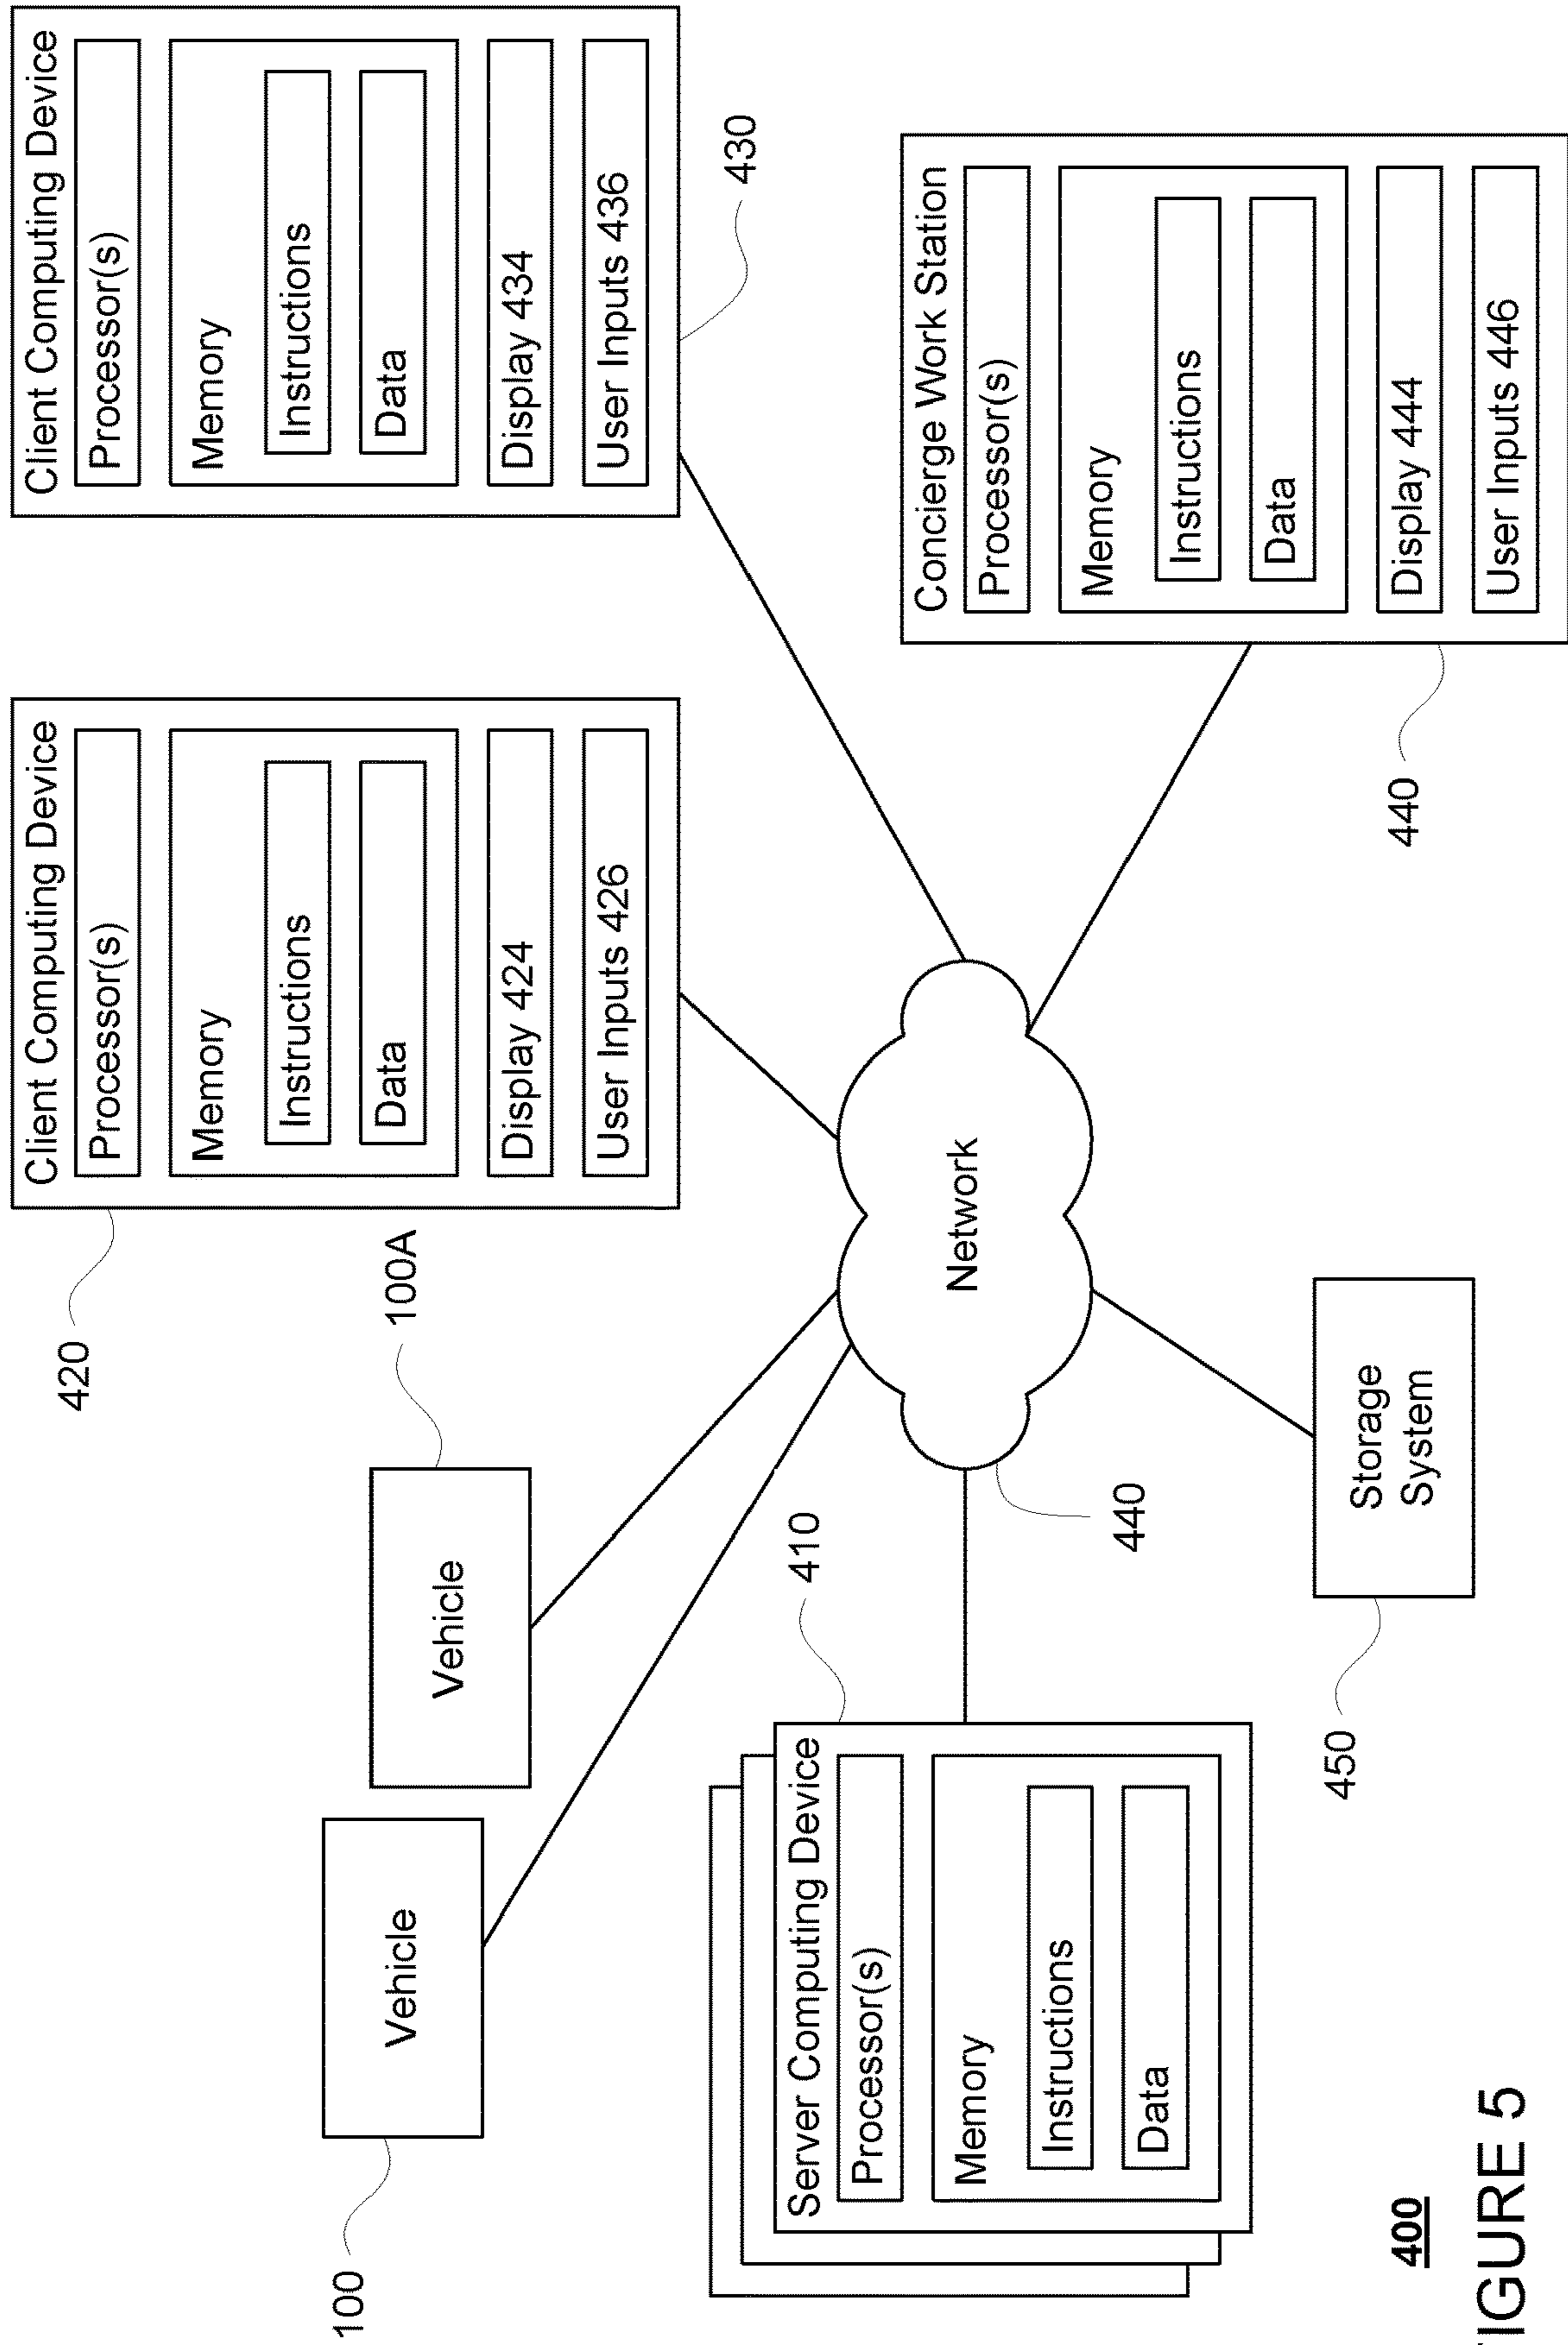 Client Computing Device
Processor(s)
Memory
Instructions
Data
Display 424
User Inputs 426
420
Client Computing Device
Processor(s)
Memory
Instructions
Data
Display 434
User Inputs 436
430
100
Vehicle
Vehicle
100A
Server Computing Device
Processor(s)
Memory
Instructions
Data
410
Network
440
Concierge Work Station
Processor(s)
Memory
Instructions
Data
Display 444
User Inputs 446
440
450
Storage
System
400
IGURE 5